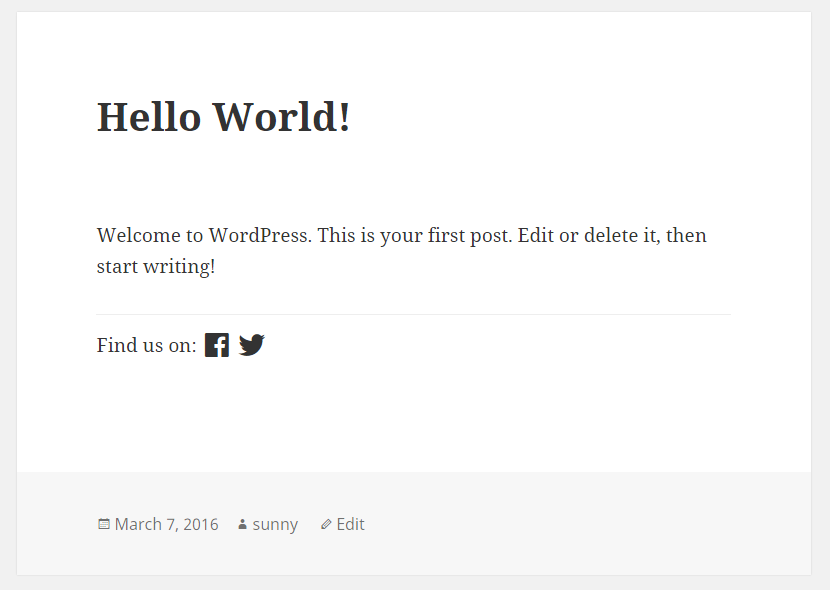 Hello World!
Welcome to WordPress. This is your first post. Edit or delete it, then
start writing!
Find us on:
March 7, 2016 sunny Edit